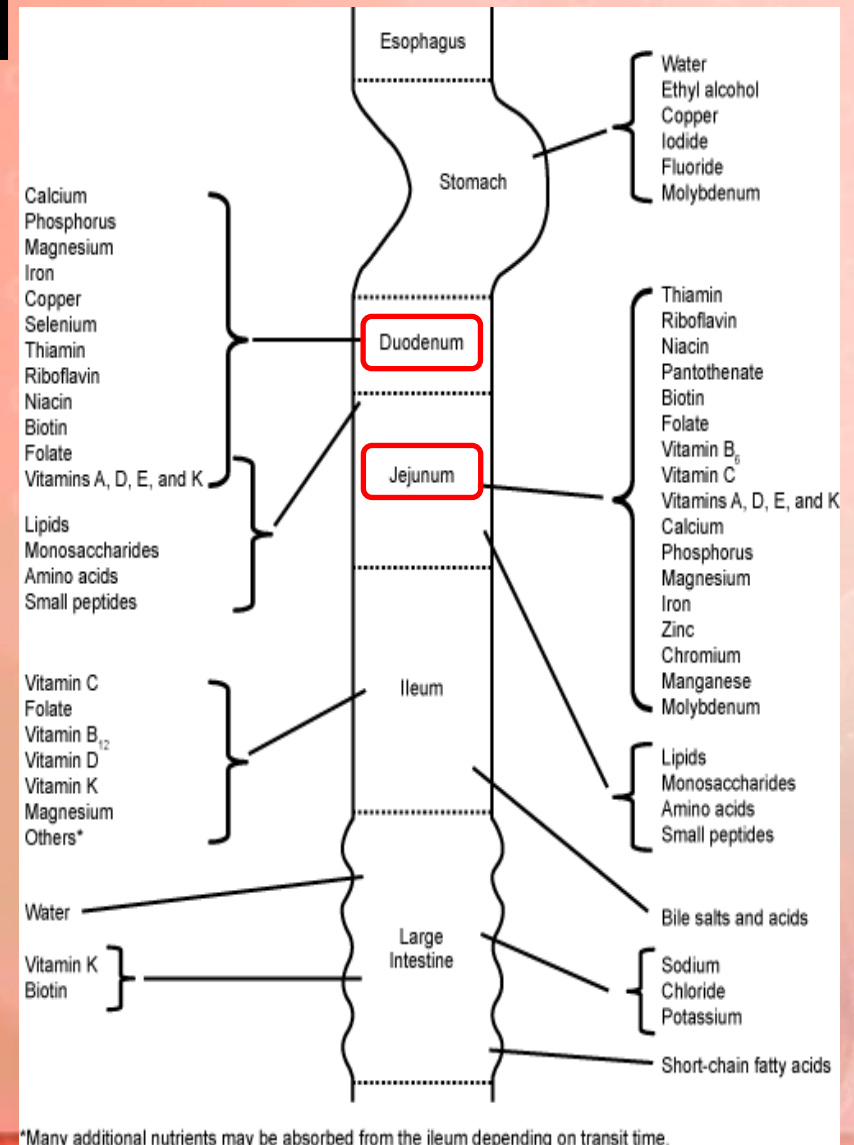 Esophagus
Water
Ethyl alcohol
Copper
Iodide
Fluoride
Molybdenum
Stomach
Calcium
Phosphorus
Magnesium
Iron
Copper
Selenium
Thiamin
Riboflavin
Niacin
Biotin
Folate
Vitamins A, D, E, and K
Duodenum
Lipids
Monosaccharides
Amino acids
Small peptides
Jejunum
Thiamin
Riboflavin
Niacin
Pantothenate
Biotin
Folate
Vitamin B₆
Vitamin C
Vitamins A, D, E, and K
Calcium
Phosphorus
Magnesium
Iron
Zinc
Chromium
Manganese
Molybdenum
Lipids
Monosaccharides
Amino acids
Small peptides
Vitamin C
Folate
Vitamin B₁₂
Vitamin D
Vitamin K
Magnesium
Others*
Ileum
Bile salts and acids
Water
Vitamin K
Biotin
Large
Intestine
Sodium
Chloride
Potassium
Short-chain fatty acids
*Many additional nutrients may be absorbed from the ileum depending on transit time.